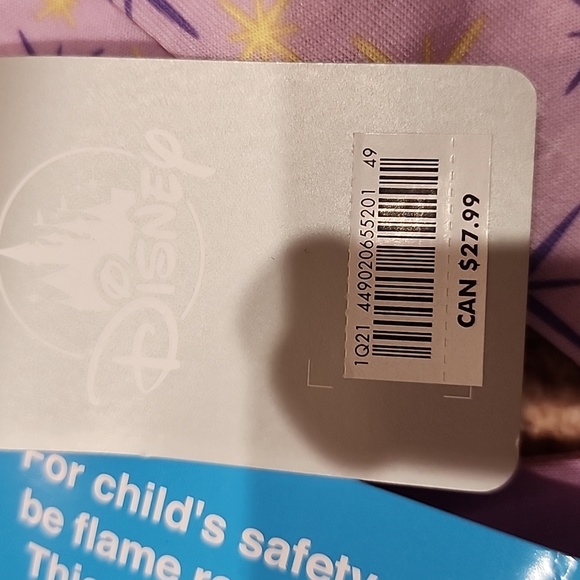 Disney
1Q21 449020655201 49
CAN $27.99
For child's safety
be flame
This